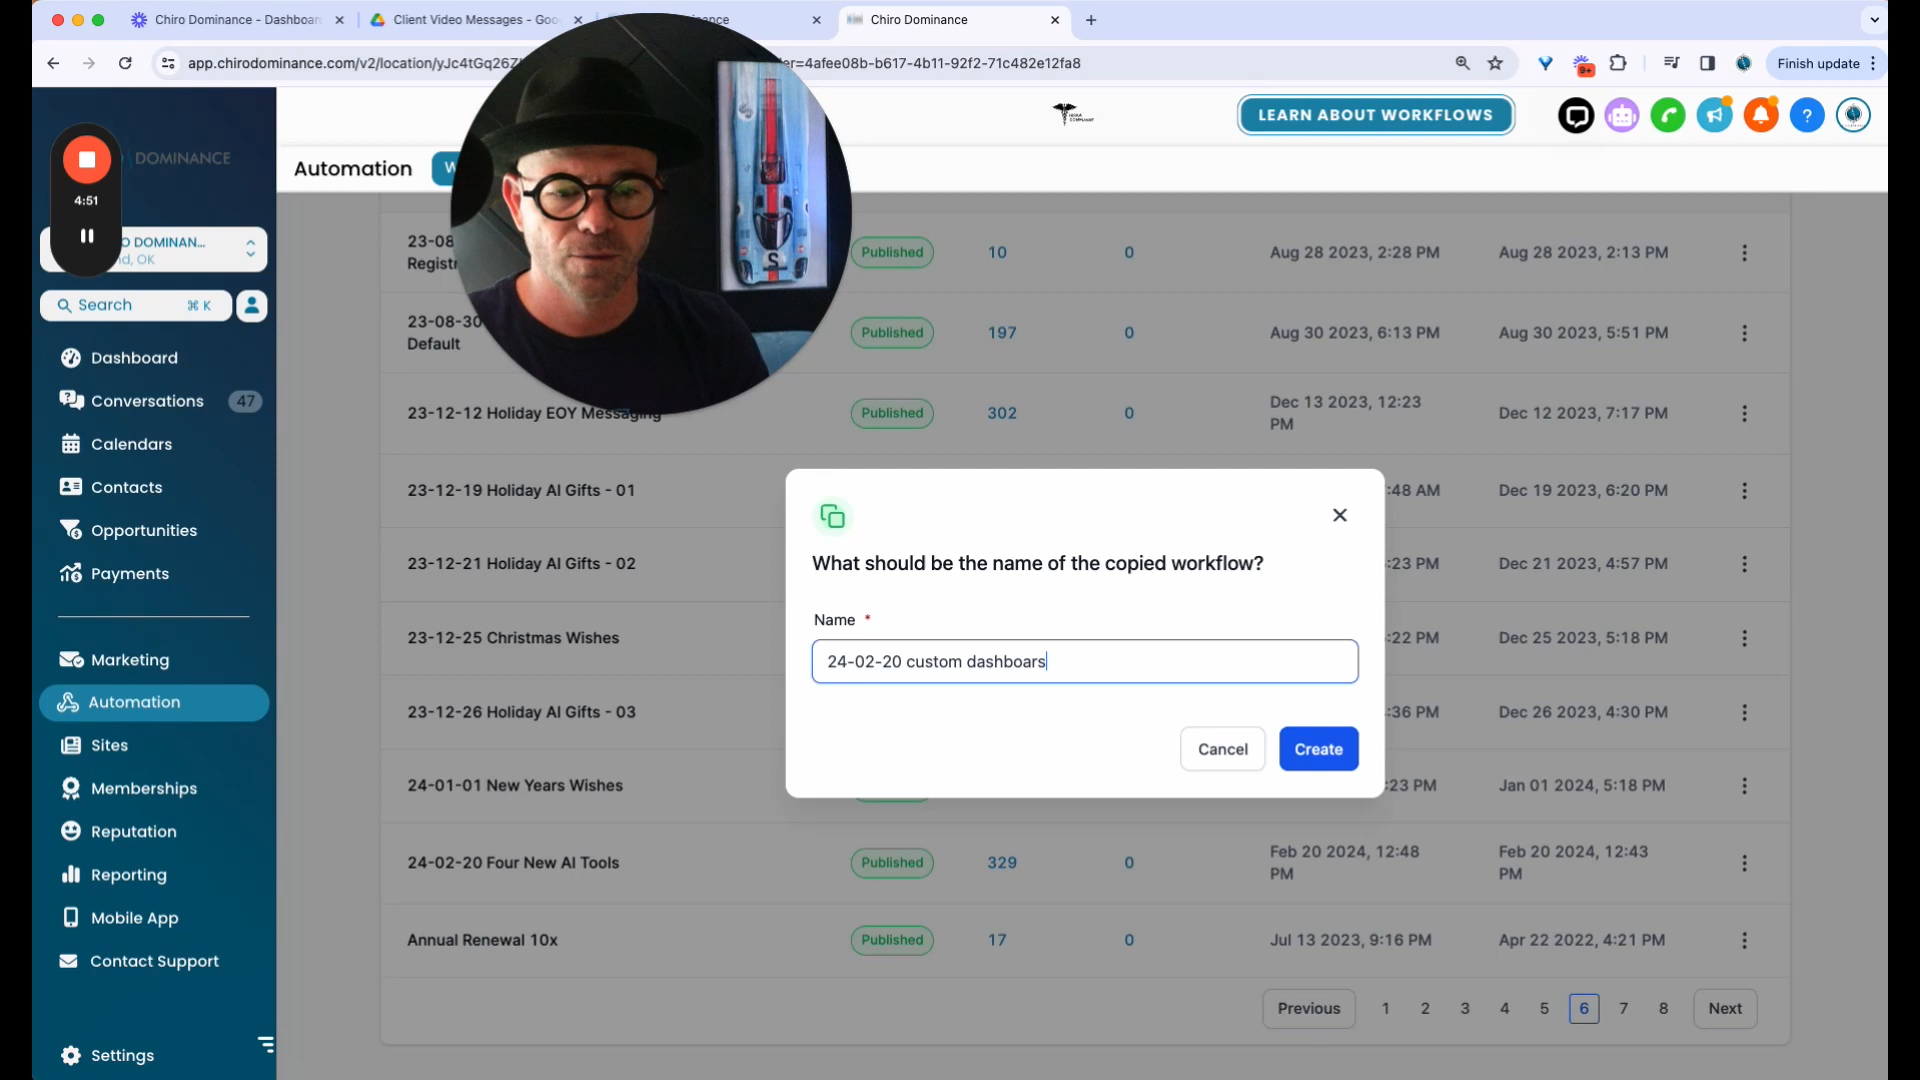 Chiro Dominance - Dashboar
Client Video Messages - Goo
Chiro Dominance
app.chirodominance.com/v2/location/yJc4tGq26Z
er=4afee08b-b617-4b11-92f2-71c482e12fa8
9+
Finish update
DOMINANCE
4:51
LEARN ABOUT WORKFLOWS
Automation
W
O DOMINAN...
nd, OK
Search
⌘ K
Dashboard
Conversations
47
Calendars
Contacts
Opportunities
Payments
Marketing
Automation
Sites
Memberships
Reputation
Reporting
Mobile App
Contact Support
Settings
23-08
Registr
Published
10
0
Aug 28 2023, 2:28 PM
Aug 28 2023, 2:13 PM
23-08-30
Default
Published
197
0
Aug 30 2023, 6:13 PM
Aug 30 2023, 5:51 PM
23-12-12 Holiday EOY Messaging
Published
302
0
Dec 13 2023, 12:23
PM
Dec 12 2023, 7:17 PM
23-12-19 Holiday AI Gifts - 01
:48 AM
Dec 19 2023, 6:20 PM
23-12-21 Holiday AI Gifts - 02
:23 PM
Dec 21 2023, 4:57 PM
23-12-25 Christmas Wishes
:22 PM
Dec 25 2023, 5:18 PM
23-12-26 Holiday AI Gifts - 03
:36 PM
Dec 26 2023, 4:30 PM
24-01-01 New Years Wishes
:23 PM
Jan 01 2024, 5:18 PM
24-02-20 Four New AI Tools
Published
329
0
Feb 20 2024, 12:48
PM
Feb 20 2024, 12:43
PM
Annual Renewal 10x
Published
17
0
Jul 13 2023, 9:16 PM
Apr 22 2022, 4:21 PM
What should be the name of the copied workflow?
Name *
24-02-20 custom dashboars
Cancel
Create
Previous
1 2 3 4 5 6 7 8
Next